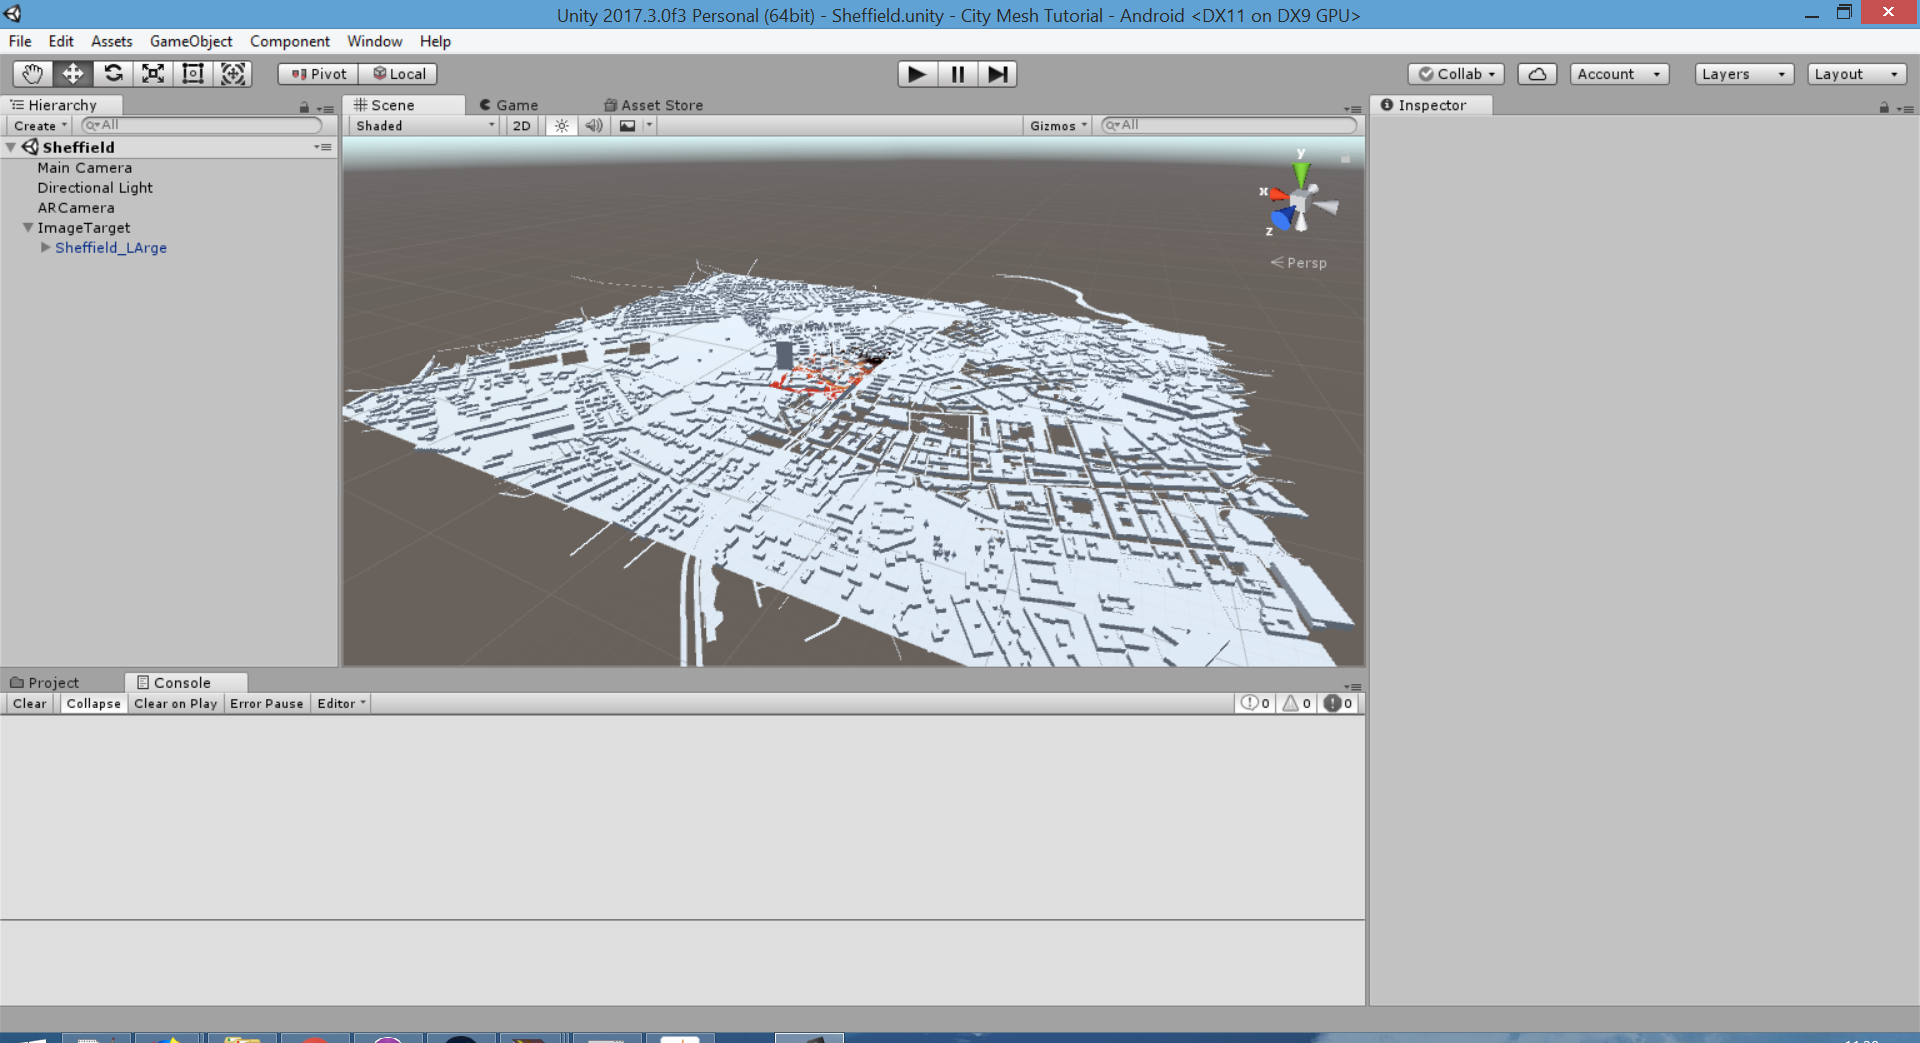 Unity 2017.3.0f3 Personal (64bit) - Sheffield.unity - City Mesh Tutorial - Android <DX11 on DX9 GPU>
File Edit Assets GameObject Component Window Help
Pivot Local Collab Account Layers Layout
Hierarchy Scene Game Asset Store Inspector
Create All Shaded 2D Gizmos All
Sheffield
Main Camera
Directional Light
ARCamera
ImageTarget
Sheffield_LArge
y
x
z
Persp
Project Console
Clear Collapse Clear on Play Error Pause Editor 0 0 0